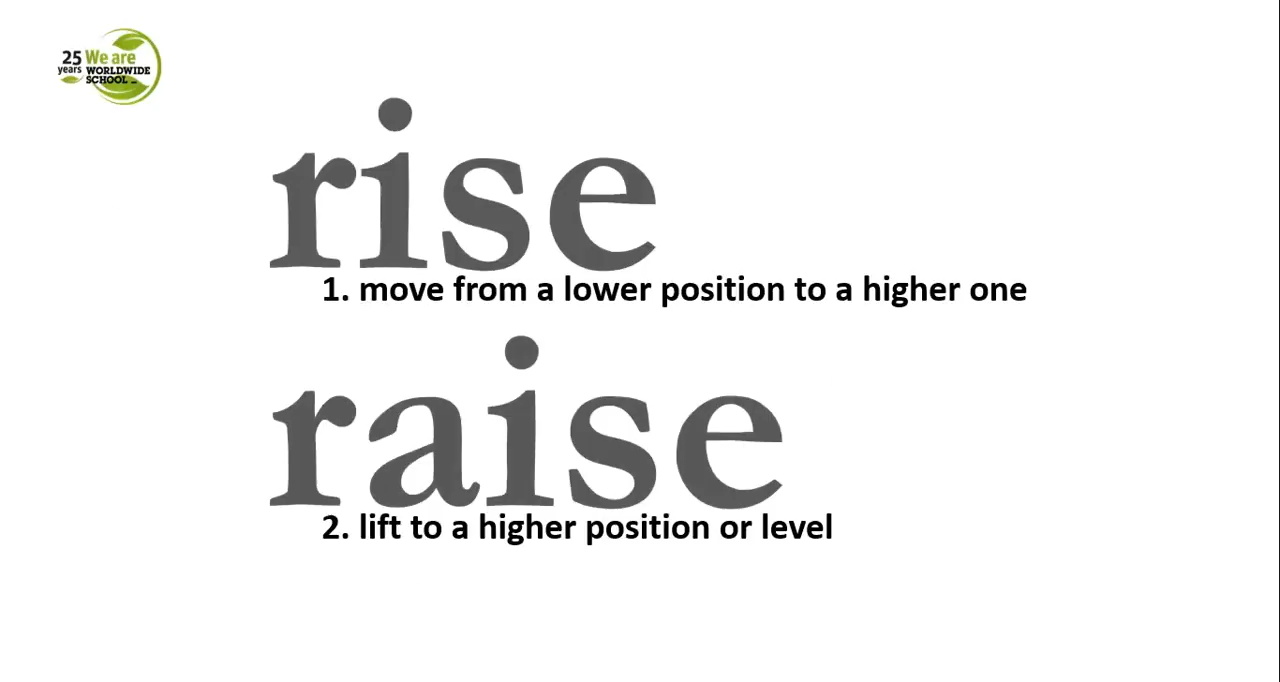 25 We are
years WORLDWIDE
SCHOOL
rise
1. move from a lower position to a higher one
raise
2. lift to a higher position or level